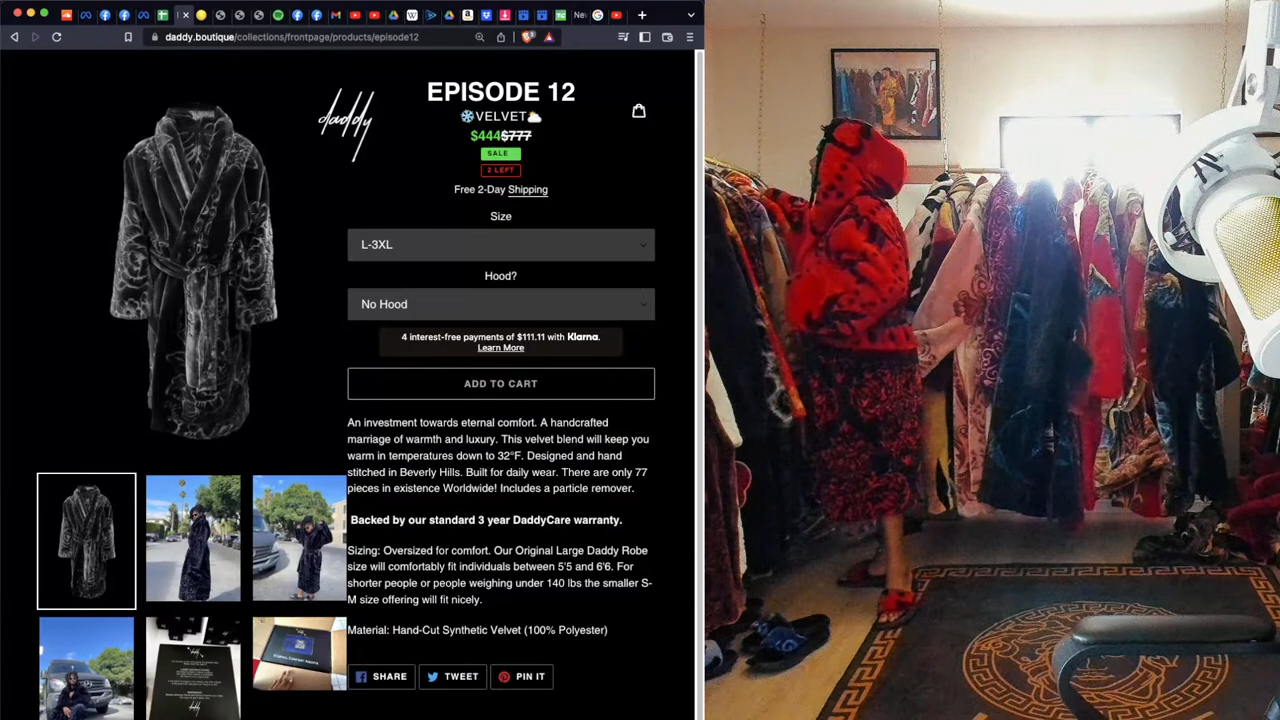 New
daddy.boutique/collections/frontpage/products/episode12
daddy
EPISODE 12
❄️VELVET⛅
$444$777
SALE
2 LEFT
Free 2-Day Shipping
Size
L-3XL
Hood?
No Hood
4 interest-free payments of $111.11 with Klarna.
Learn More
ADD TO CART
An investment towards eternal comfort. A handcrafted
marriage of warmth and luxury. This velvet blend will keep you
warm in temperatures down to 32°F. Designed and hand
stitched in Beverly Hills. Built for daily wear. There are only 77
pieces in existence Worldwide! Includes a particle remover.
Backed by our standard 3 year DaddyCare warranty.
Sizing: Oversized for comfort. Our Original Large Daddy Robe
size will comfortably fit individuals between 5'5 and 6'6. For
shorter people or people weighing under 140 lbs the smaller S-
M size offering will fit nicely.
Material: Hand-Cut Synthetic Velvet (100% Polyester)
SHARE
TWEET
PIN IT
daddy